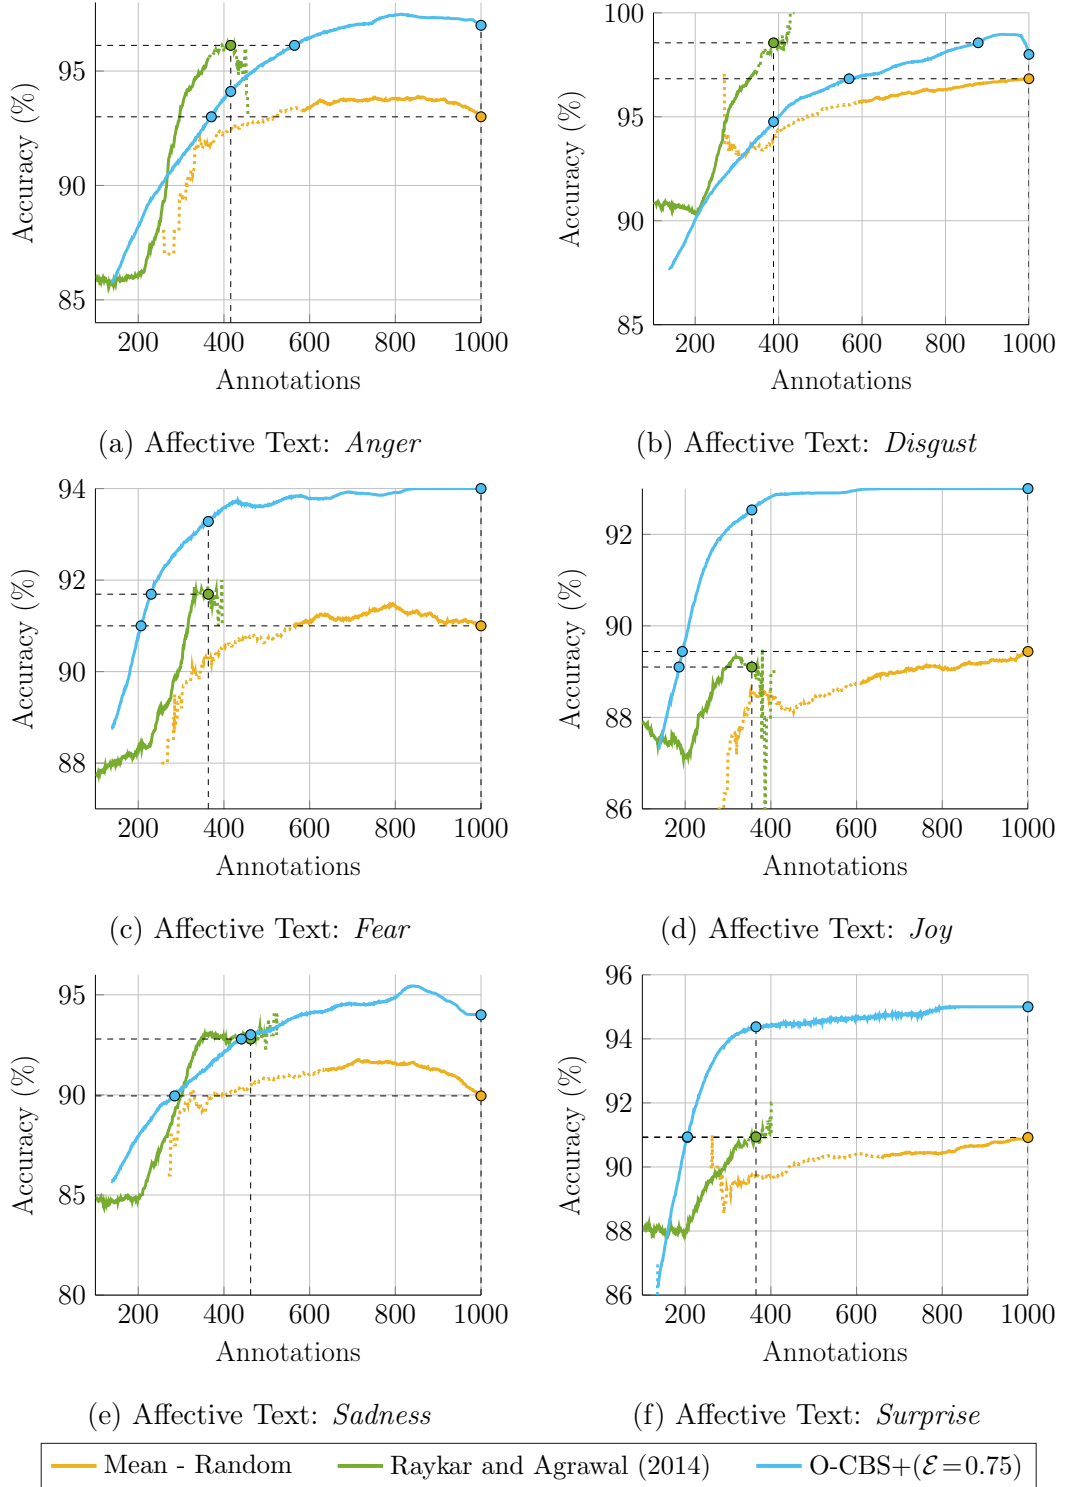 95
90
85
Accuracy (%)
200 400 600 800 1000
Annotations
(a) Affective Text: Anger
100
95
90
85
Accuracy (%)
200 400 600 800 1000
Annotations
(b) Affective Text: Disgust
94
92
90
88
Accuracy (%)
200 400 600 800 1000
Annotations
(c) Affective Text: Fear
92
90
88
86
Accuracy (%)
200 400 600 800 1000
Annotations
(d) Affective Text: Joy
95
90
85
80
Accuracy (%)
200 400 600 800 1000
Annotations
(e) Affective Text: Sadness
96
94
92
90
88
86
Accuracy (%)
200 400 600 800 1000
Annotations
(f) Affective Text: Surprise
Mean - Random Raykar and Agrawal (2014) O-CBS+(ℰ=0.75)